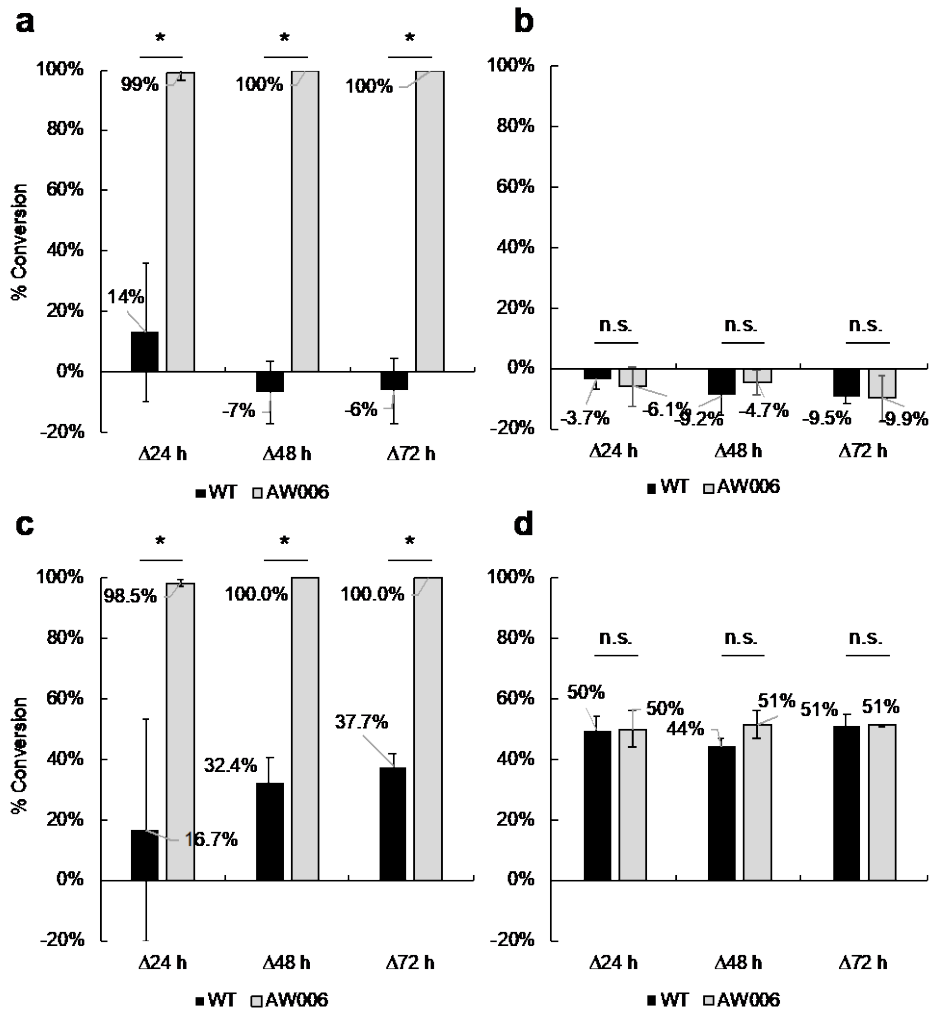 a
b
* * *
100%
80%
60%
40%
20%
0%
-20%
% Conversion
99%
100%
100%
14%
-7%
-6%
Δ24 h Δ48 h Δ72 h
WT AW006
100%
80%
60%
40%
20%
0%
-20%
n.s. n.s. n.s.
-3.7%
-6.1%
-9.2%
-4.7%
-9.5%
-9.9%
Δ24 h Δ48 h Δ72 h
WT AW006
c
d
* * *
100%
80%
60%
40%
20%
0%
-20%
% Conversion
98.5%
100.0%
100.0%
16.7%
32.4%
37.7%
Δ24 h Δ48 h Δ72 h
WT AW006
100%
80%
60%
40%
20%
0%
-20%
n.s. n.s. n.s.
50%
50%
44%
51%
51%
51%
Δ24 h Δ48 h Δ72 h
WT AW006